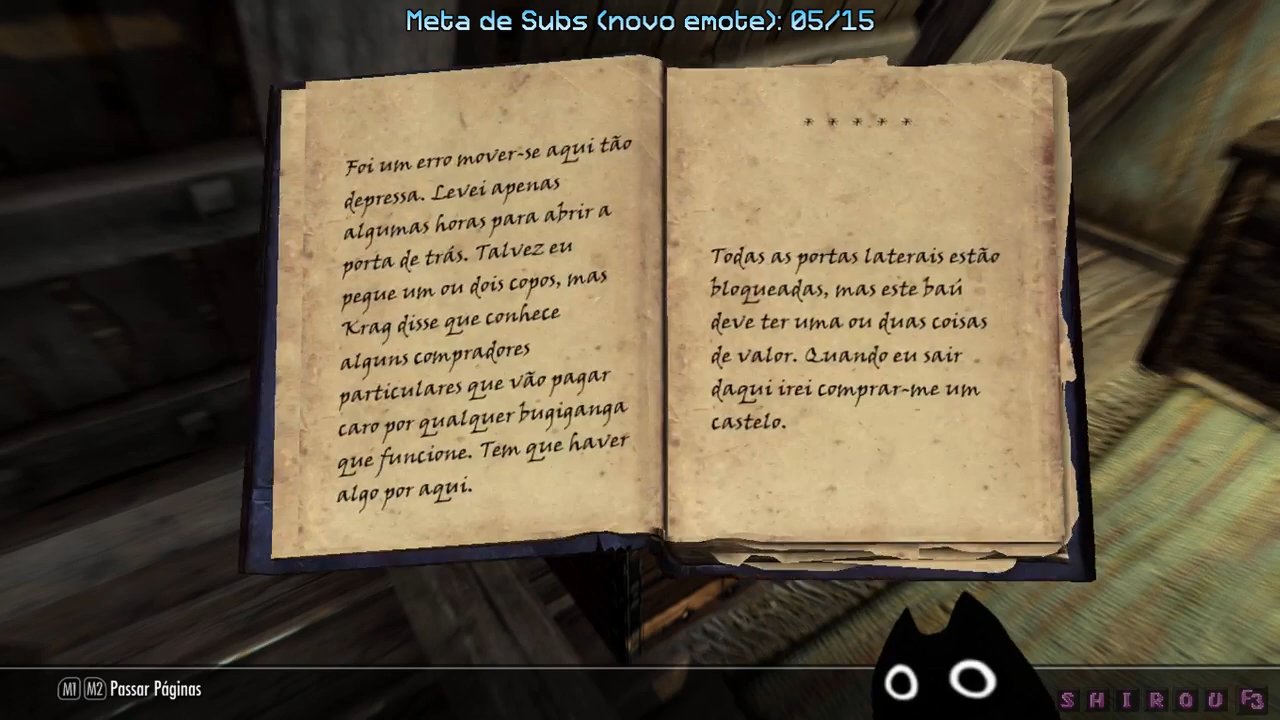 Meta de Subs (novo emote): 05/15
Foi um erro mover-se aqui tão
depressa. Levei apenas
algumas horas para abrir a
porta de trás. Talvez eu
pegue um ou dois copos, mas
Krag disse que conhece
alguns compradores
particulares que vão pagar
caro por qualquer bugiganga
que funcione. Tem que haver
algo por aqui.
* * * * *
Todas as portas laterais estão
bloqueadas, mas este baú
deve ter uma ou duas coisas
de valor. Quando eu sair
daqui irei comprar-me um
castelo.
M1 M2 Passar Páginas
SHIROUF3